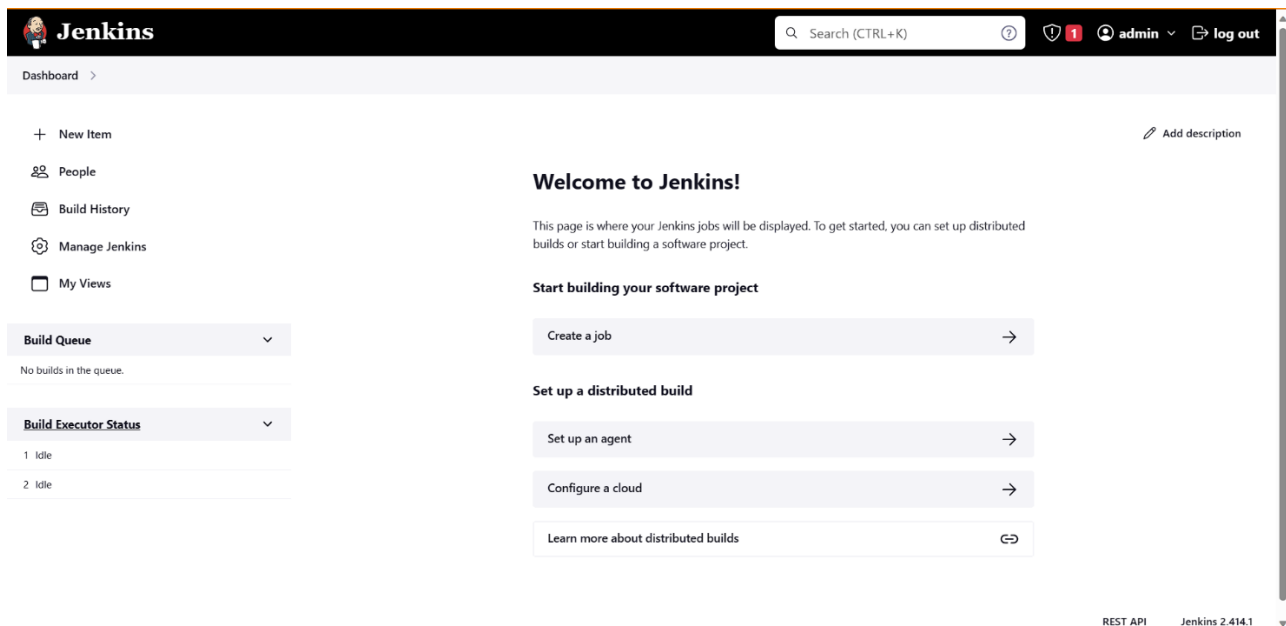 Jenkins
Search (CTRL+K)
1
admin
log out
Dashboard
New Item
People
Build History
Manage Jenkins
My Views
Build Queue
No builds in the queue.
Build Executor Status
1 Idle
2 Idle
Add description
Welcome to Jenkins!
This page is where your Jenkins jobs will be displayed. To get started, you can set up distributed
builds or start building a software project.
Start building your software project
Create a job
Set up a distributed build
Set up an agent
Configure a cloud
Learn more about distributed builds
REST API
Jenkins 2.414.1